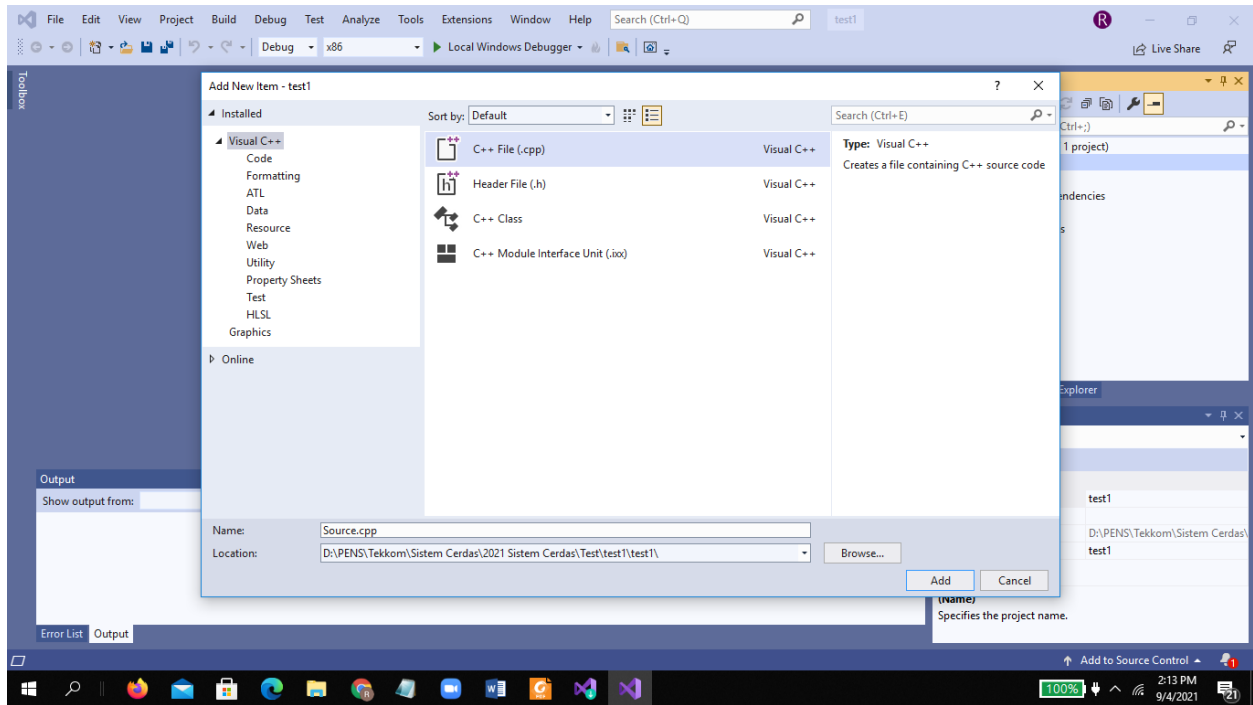 File Edit View Project Build Debug Test Analyze Tools Extensions Window Help Search (Ctrl+Q) test1 R
Debug x86 Local Windows Debugger Live Share
Toolbox
Add New Item - test1 ? ×
Installed
Sort by: Default
Search (Ctrl+E)
Ctrl+;)
Visual C++
Code
Formatting
ATL
Data
Resource
Web
Utility
Property Sheets
Test
HLSL
Graphics
Online
C++ File (.cpp) Visual C++
Header File (.h) Visual C++
C++ Class Visual C++
C++ Module Interface Unit (.ixx) Visual C++
Type: Visual C++
Creates a file containing C++ source code
1 project)
endencies
s
Explorer
Output
Show output from:
Name: Source.cpp
Location: D:\PENS\Tekkom\Sistem Cerdas\2021 Sistem Cerdas\Test\test1\test1\
Browse...
Add Cancel
test1
D:\PENS\Tekkom\Sistem Cerdas\
test1
(Name)
Specifies the project name.
Error List Output
Add to Source Control 1
100% 2:13 PM
9/4/2021 21